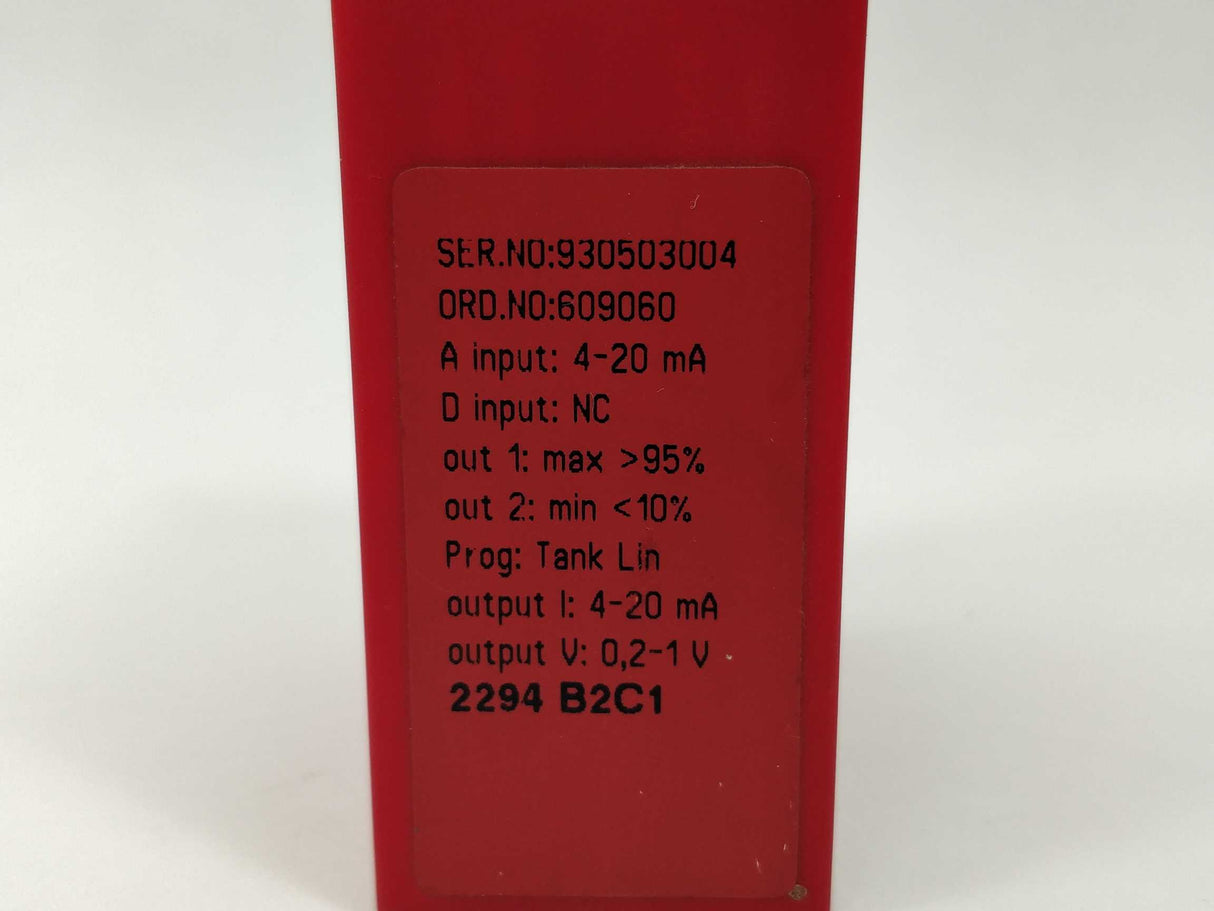 SER.NO:930503004
ORD.NO:609060
A input: 4-20 mA
D input: NC
out 1: max >95%
out 2: min <10%
Prog: Tank Lin
output I: 4-20 mA
output V: 0,2-1 V
2294 B2C1